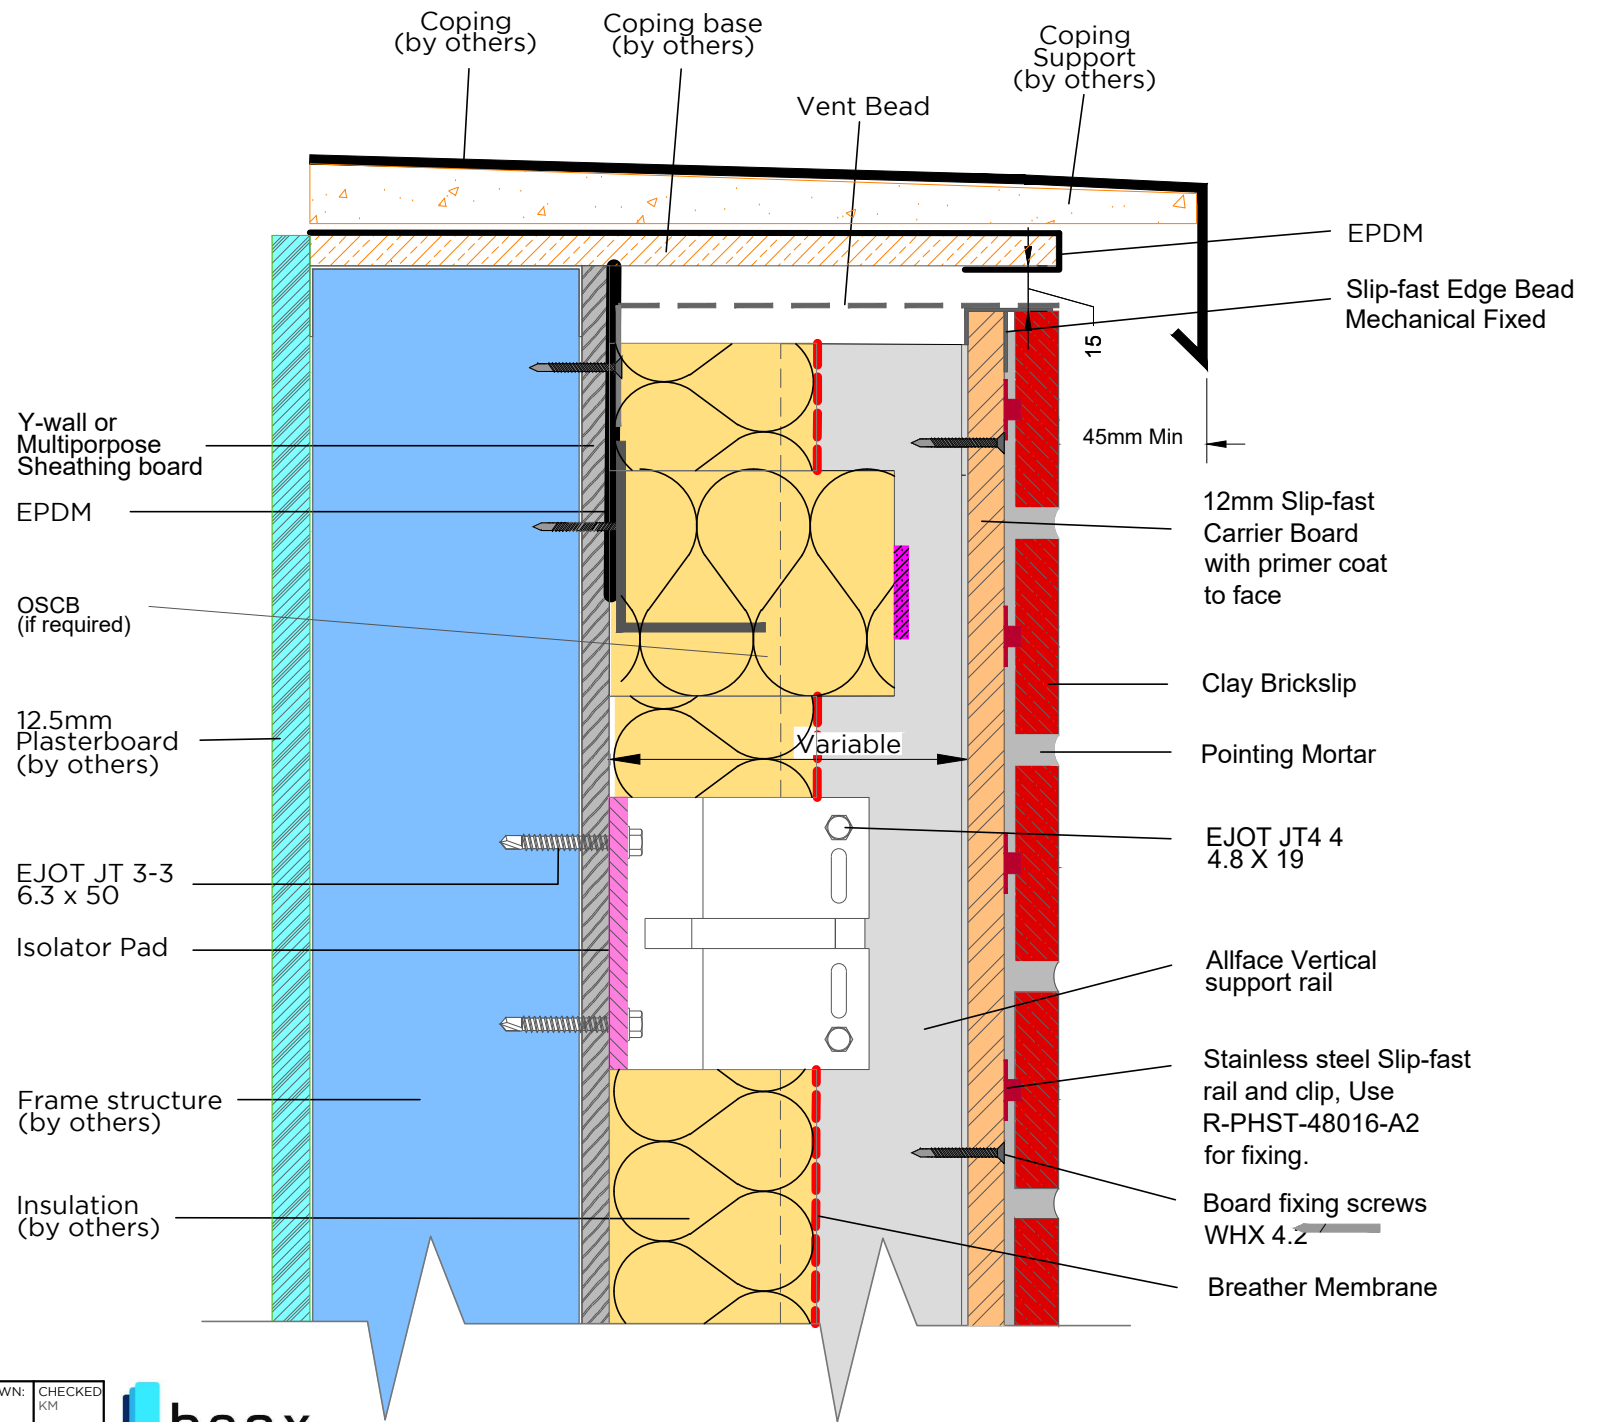 Coping
(by others)
Coping base
(by others)
Coping
Support
(by others)
Vent Bead
EPDM
Slip-fast Edge Bead
Mechanical Fixed
15
45mm Min
Y-wall or
Multiporpose
Sheathing board
EPDM
OSCB
(if required)
12.5mm
Plasterboard
(by others)
EJOT JT 3-3
6.3 x 50
Isolator Pad
Frame structure
(by others)
Insulation
(by others)
Variable
12mm Slip-fast
Carrier Board
with primer coat
to face
Clay Brickslip
Pointing Mortar
EJOT JT4 4
4.8 X 19
Allface Vertical
support rail
Stainless steel Slip-fast
rail and clip, Use
R-PHST-48016-A2
for fixing.
Board fixing screws
WHX 4.2
Breather Membrane
WN:
CHECKED
KM